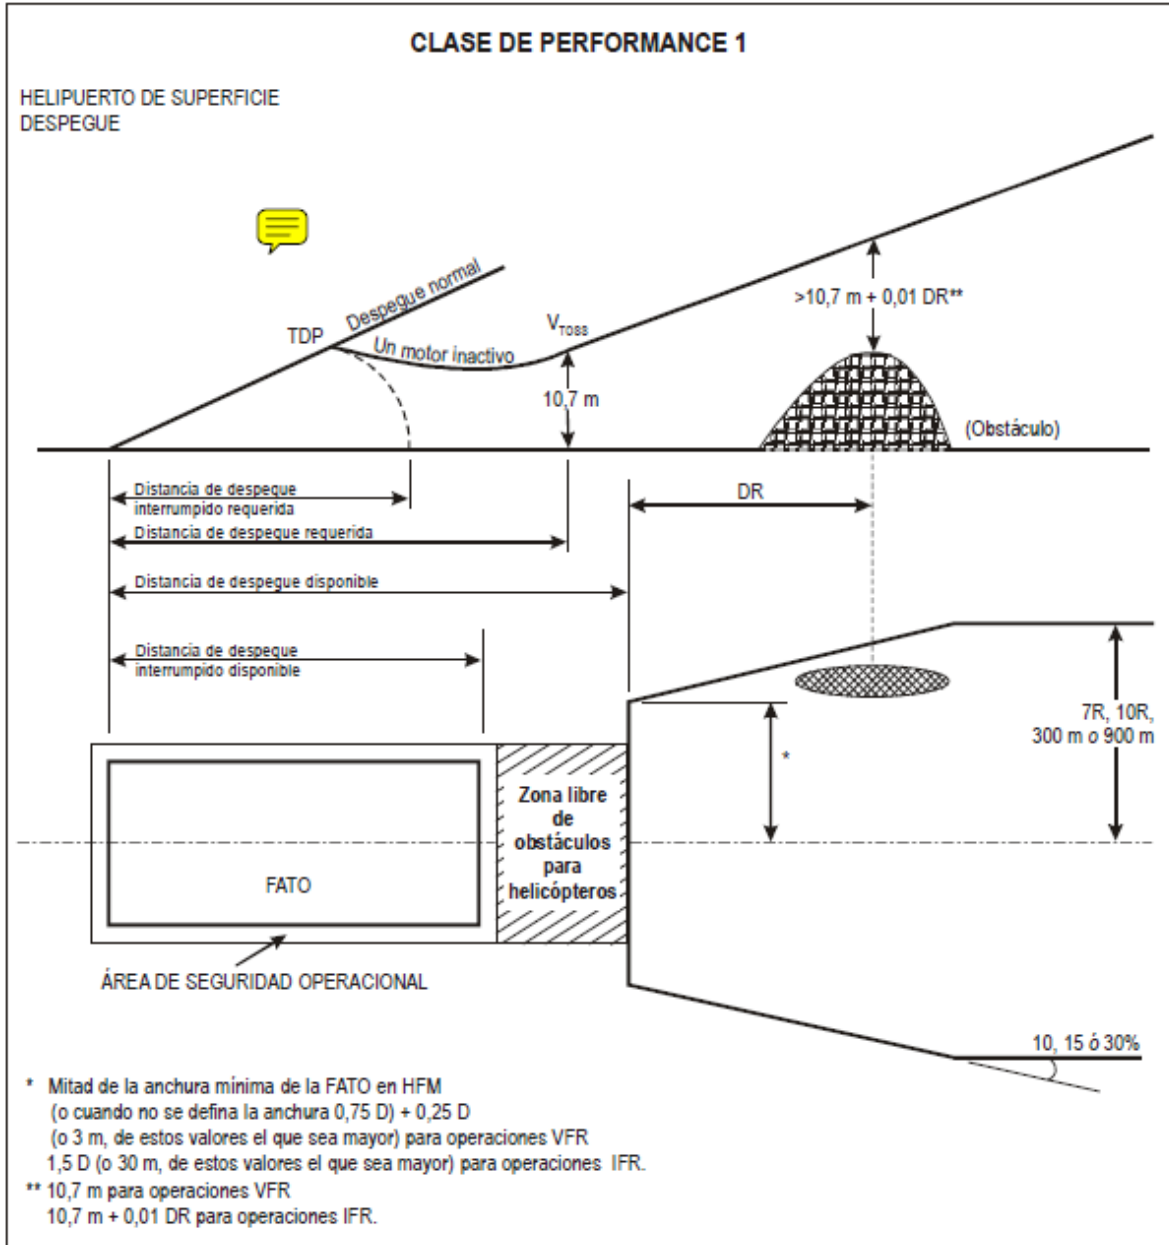 CLASE DE PERFORMANCE 1
HELIPUERTO DE SUPERFICIE
DESPEGUE
Despegue normal
TDP
Un motor inactivo
V_TOSS
>10,7 m + 0,01 DR**
10,7 m
(Obstáculo)
Distancia de despeque
interrumpido requerida
DR
Distancia de despegue requerida
Distancia de despegue disponible
Distancia de despegue
interrumpido disponible
7R, 10R,
300 m o 900 m
*
Zona libre
de
obstáculos
para
helicópteros
FATO
ÁREA DE SEGURIDAD OPERACIONAL
10, 15 ó 30%
* Mitad de la anchura mínima de la FATO en HFM
(o cuando no se defina la anchura 0,75 D) + 0,25 D
(o 3 m, de estos valores el que sea mayor) para operaciones VFR
1,5 D (o 30 m, de estos valores el que sea mayor) para operaciones IFR.
** 10,7 m para operaciones VFR
10,7 m + 0,01 DR para operaciones IFR.